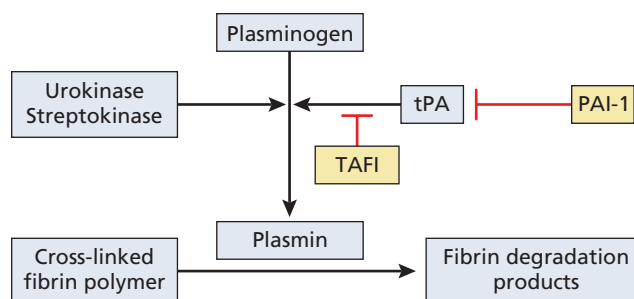 Plasminogen
Urokinase
Streptokinase
tPA
PAI-1
TAFI
Plasmin
Cross-linked
fibrin polymer
Fibrin degradation
products